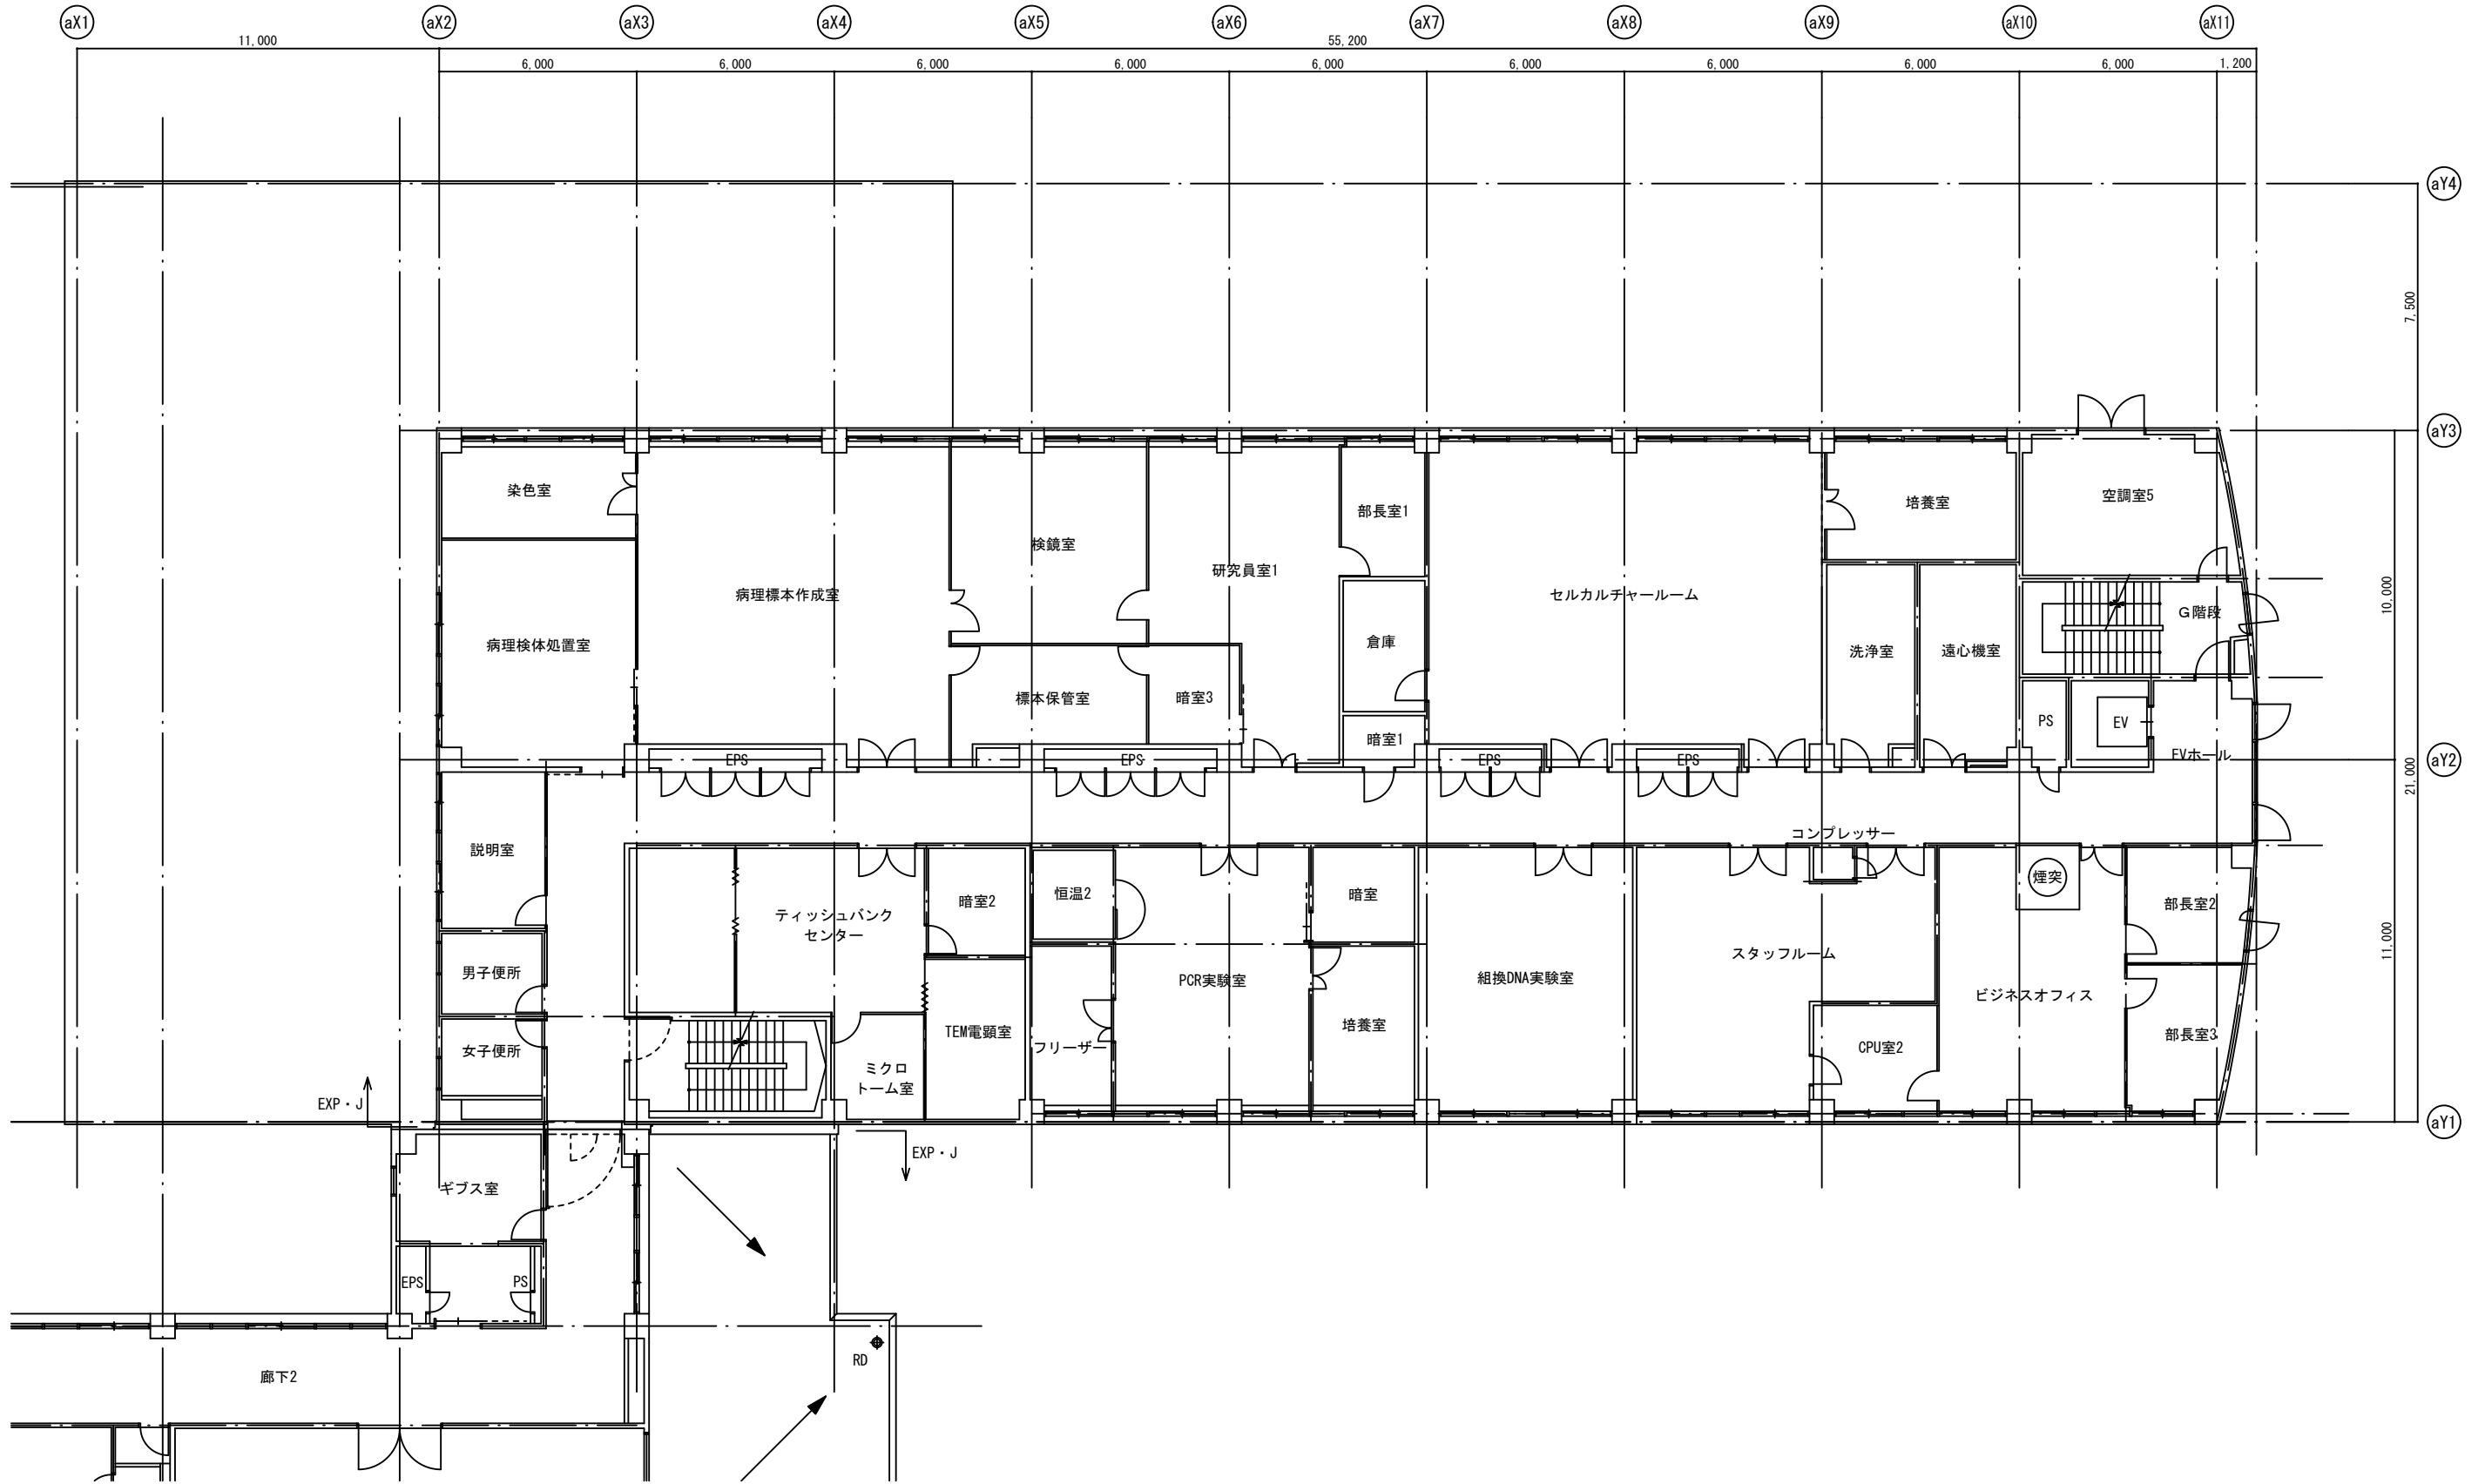 aX1 aX2 aX3 aX4 aX5 aX6 aX7 aX8 aX9 aX10 aX11
11,000 55,200
6,000 6,000 6,000 6,000 6,000 6,000 6,000 6,000 6,000 1,200
aY4
7,500
aY3
染色室
部長室1
培養室
空調室5
検鏡室
研究員室1
病理標本作成室
セルカルチャールーム
10,000
G階段
病理検体処置室
倉庫
洗浄室
遠心機室
標本保管室
暗室3
PS
EV
暗室1
EPS
EPS
EPS
EPS
EVホール
aY2
21,000
コンプレッサー
説明室
煙突
恒温2
暗室
暗室2
部長室2
ティッシュバンク
センター
11,000
スタッフルーム
男子便所
PCR実験室
組換DNA実験室
ビジネスオフィス
TEM電顕室
培養室
部長室3
女子便所
フリーザー
CPU室2
ミクロ
トーム室
EXP・J
aY1
EXP・J
ギブス室
EPS
PS
RD
廊下2